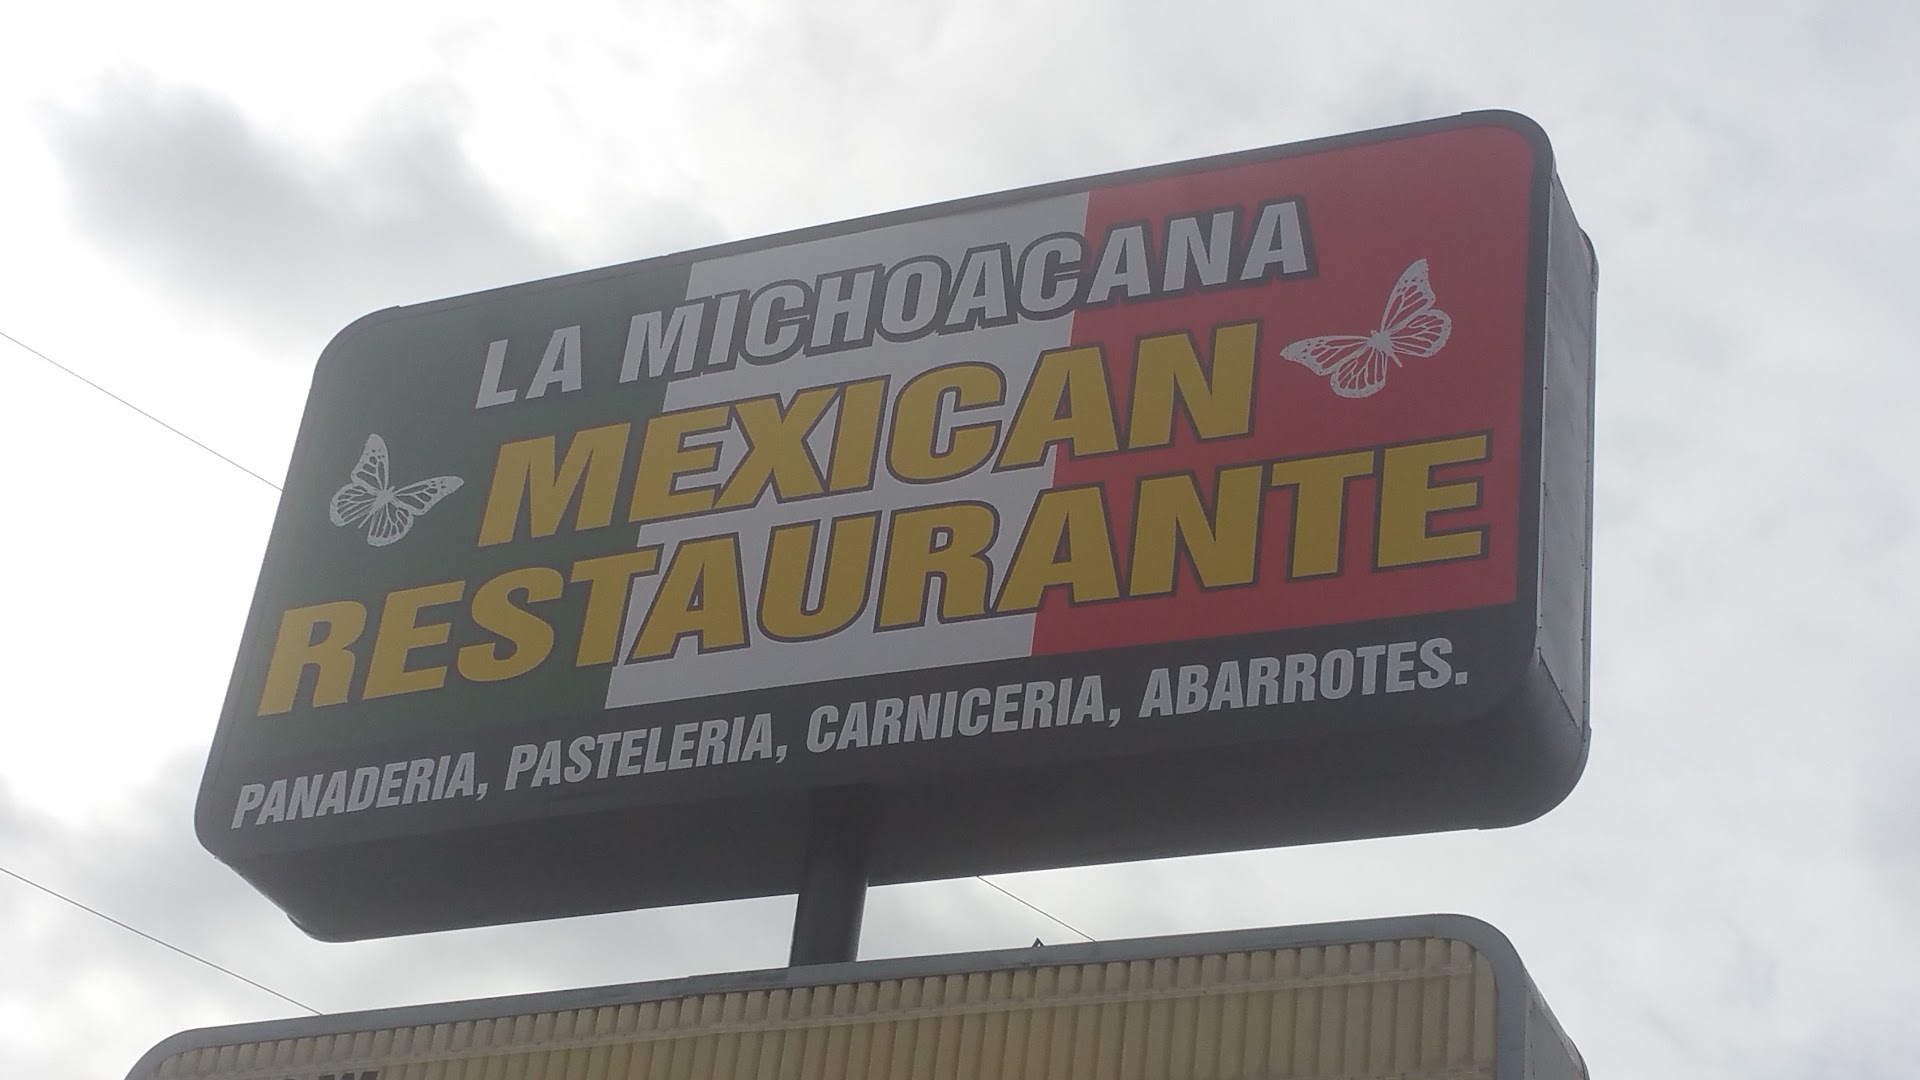 LA MICHOACANA
MEXICAN
RESTAURANTE
PANADERIA, PASTELERIA, CARNICERIA, ABARROTES.